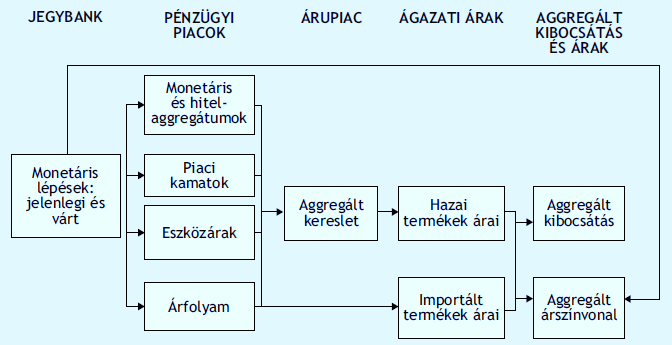 JEGYBANK
PÉNZÜGYI
PIACOK
ÁRUPIAC
ÁGAZATI ÁRAK
AGGREGÁLT
KIBOCSÁTÁS
ÉS ÁRAK
Monetáris
lépések:
jelenlegi és
várt
Monetáris
és hitel-
aggregátumok
Piaci
kamatok
Eszközárak
Árfolyam
Aggregált
kereslet
Hazai
termékek árai
Importált
termékek árai
Aggregált
kibocsátás
Aggregált
árszínvonal